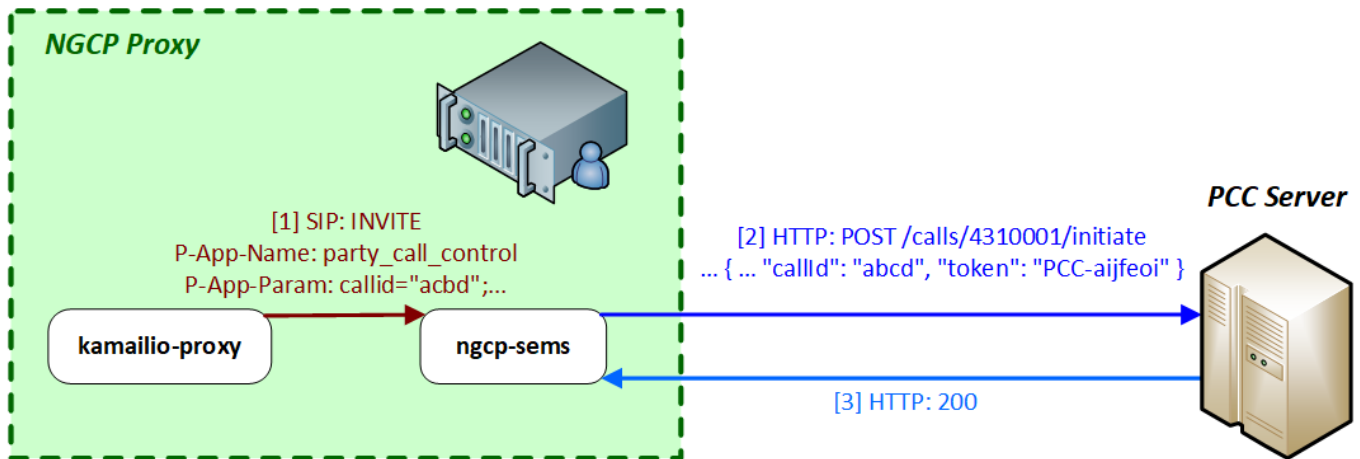 NGCP Proxy
[1] SIP: INVITE
P-App-Name: party_call_control
P-App-Param: callid="acbd";...
kamailio-proxy
ngcp-sems
[2] HTTP: POST /calls/4310001/initiate
... { ... "callId": "abcd", "token": "PCC-aijfeoi" }
[3] HTTP: 200
PCC Server